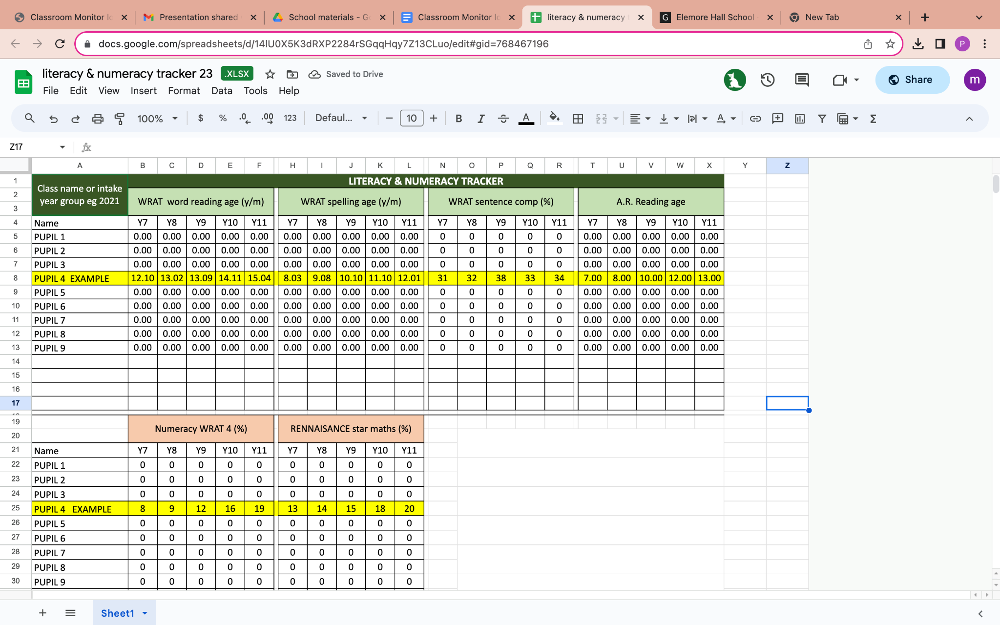 Classroom Monitor lo
Presentation shared
School materials - Go
Classroom Monitor lo
literacy & numeracy t
G Elemore Hall School
New Tab
docs.google.com/spreadsheets/d/14lU0X5K3dRXP2284rSGqqHqy7Z13CLuo/edit#gid=768467196
P
literacy & numeracy tracker 23 .XLSX Saved to Drive
File Edit View Insert Format Data Tools Help
Share
m
100% $ % .0 .00 123 Defaul... 10 B I A
Z17 fx
A B C D E F H I J K L N O P Q R T U V W X Y Z
1 LITERACY & NUMERACY TRACKER
Class name or intake year group eg 2021
2 WRAT word reading age (y/m) WRAT spelling age (y/m) WRAT sentence comp (%) A.R. Reading age
3
4 Name Y7 Y8 Y9 Y10 Y11 Y7 Y8 Y9 Y10 Y11 Y7 Y8 Y9 Y10 Y11 Y7 Y8 Y9 Y10 Y11
5 PUPIL 1 0.00 0.00 0.00 0.00 0.00 0.00 0.00 0.00 0.00 0.00 0 0 0 0 0 0.00 0.00 0.00 0.00 0.00
6 PUPIL 2 0.00 0.00 0.00 0.00 0.00 0.00 0.00 0.00 0.00 0.00 0 0 0 0 0 0.00 0.00 0.00 0.00 0.00
7 PUPIL 3 0.00 0.00 0.00 0.00 0.00 0.00 0.00 0.00 0.00 0.00 0 0 0 0 0 0.00 0.00 0.00 0.00 0.00
8 PUPIL 4 EXAMPLE 12.10 13.02 13.09 14.11 15.04 8.03 9.08 10.10 11.10 12.01 31 32 38 33 34 7.00 8.00 10.00 12.00 13.00
9 PUPIL 5 0.00 0.00 0.00 0.00 0.00 0.00 0.00 0.00 0.00 0.00 0 0 0 0 0 0.00 0.00 0.00 0.00 0.00
10 PUPIL 6 0.00 0.00 0.00 0.00 0.00 0.00 0.00 0.00 0.00 0.00 0 0 0 0 0 0.00 0.00 0.00 0.00 0.00
11 PUPIL 7 0.00 0.00 0.00 0.00 0.00 0.00 0.00 0.00 0.00 0.00 0 0 0 0 0 0.00 0.00 0.00 0.00 0.00
12 PUPIL 8 0.00 0.00 0.00 0.00 0.00 0.00 0.00 0.00 0.00 0.00 0 0 0 0 0 0.00 0.00 0.00 0.00 0.00
13 PUPIL 9 0.00 0.00 0.00 0.00 0.00 0.00 0.00 0.00 0.00 0.00 0 0 0 0 0 0.00 0.00 0.00 0.00 0.00
14
15
16
17
19 Numeracy WRAT 4 (%) RENNAISANCE star maths (%)
20
21 Name Y7 Y8 Y9 Y10 Y11 Y7 Y8 Y9 Y10 Y11
22 PUPIL 1 0 0 0 0 0 0 0 0 0 0
23 PUPIL 2 0 0 0 0 0 0 0 0 0 0
24 PUPIL 3 0 0 0 0 0 0 0 0 0 0
25 PUPIL 4 EXAMPLE 8 9 12 16 19 13 14 15 18 20
26 PUPIL 5 0 0 0 0 0 0 0 0 0 0
27 PUPIL 6 0 0 0 0 0 0 0 0 0 0
28 PUPIL 7 0 0 0 0 0 0 0 0 0 0
29 PUPIL 8 0 0 0 0 0 0 0 0 0 0
30 PUPIL 9 0 0 0 0 0 0 0 0 0 0
Sheet1